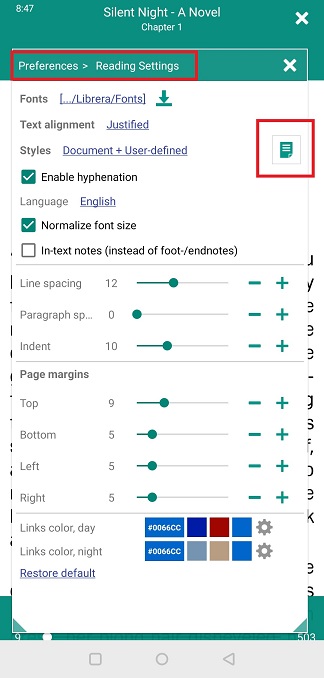 8:47
Silent Night - A Novel
Chapter 1
Preferences > Reading Settings
Fonts [.../Librera/Fonts]
Text alignment Justified
Styles Document + User-defined
Enable hyphenation
Language English
Normalize font size
In-text notes (instead of foot-/endnotes)
Line spacing 12
Paragraph sp... 0
Indent 10
Page margins
Top 9
Bottom 5
Left 5
Right 5
Links color, day #0066CC
Links color, night #0066CC
Restore default
9 503